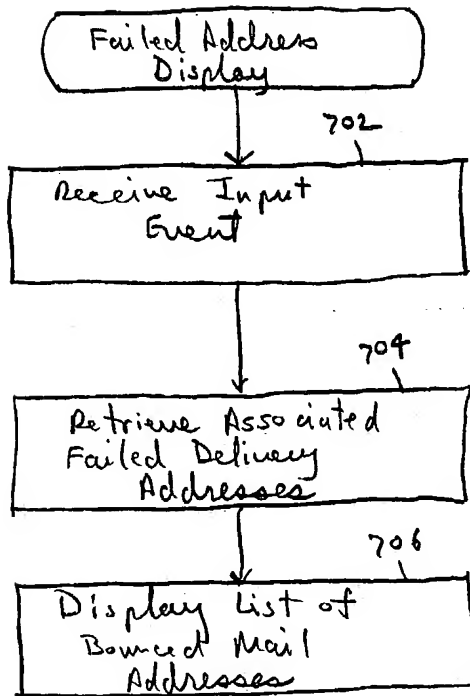 Failed Address
Display
702
Receive Input
Event
704
Retrieve Associated
Failed Delivery
Addresses
706
Display List of
Bounced Mail
Addresses